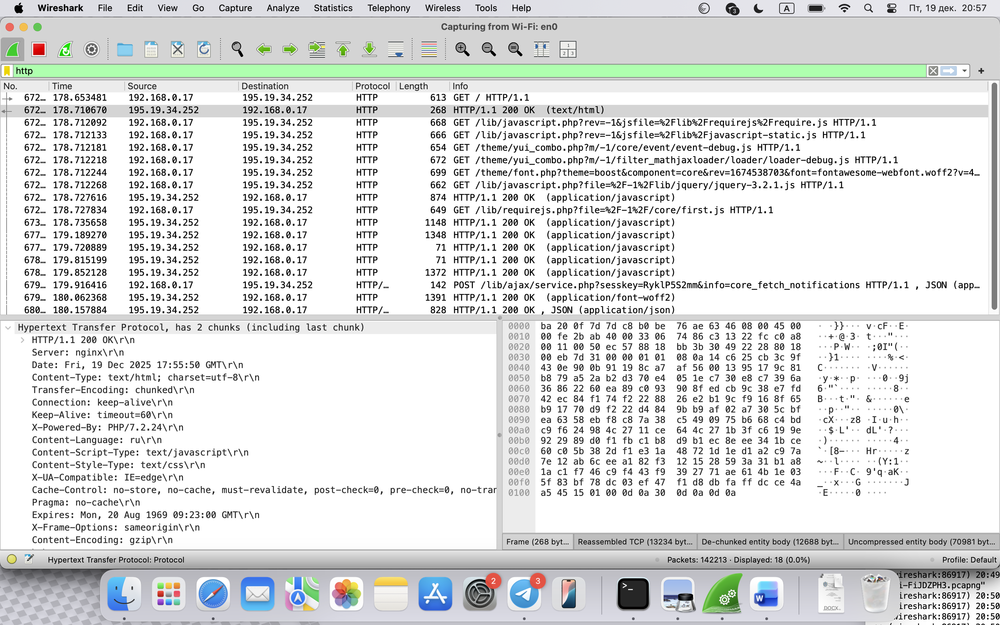 Wireshark File Edit View Go Capture Analyze Statistics Telephony Wireless Tools Help 3 A Пт, 19 дек. 20:57
Capturing from Wi-Fi: en0
http
No. Time Source Destination Protocol Length Info
672… 178.653481 192.168.0.17 195.19.34.252 HTTP 613 GET / HTTP/1.1
672… 178.710670 195.19.34.252 192.168.0.17 HTTP 268 HTTP/1.1 200 OK (text/html)
672… 178.712092 192.168.0.17 195.19.34.252 HTTP 668 GET /lib/javascript.php?rev=-1&jsfile=%2Flib%2Frequirejs%2Frequire.js HTTP/1.1
672… 178.712133 192.168.0.17 195.19.34.252 HTTP 666 GET /lib/javascript.php?rev=-1&jsfile=%2Flib%2Fjavascript-static.js HTTP/1.1
672… 178.712181 192.168.0.17 195.19.34.252 HTTP 654 GET /theme/yui_combo.php?m/-1/core/event/event-debug.js HTTP/1.1
672… 178.712218 192.168.0.17 195.19.34.252 HTTP 672 GET /theme/yui_combo.php?m/-1/filter_mathjaxloader/loader/loader-debug.js HTTP/1.1
672… 178.712244 192.168.0.17 195.19.34.252 HTTP 699 GET /theme/font.php?theme=boost&component=core&rev=1674538703&font=fontawesome-webfont.woff2?v=4…
672… 178.712268 192.168.0.17 195.19.34.252 HTTP 662 GET /lib/javascript.php?file=%2F-1%2Flib/jquery/jquery-3.2.1.js HTTP/1.1
672… 178.727616 195.19.34.252 192.168.0.17 HTTP 874 HTTP/1.1 200 OK (application/javascript)
672… 178.727834 192.168.0.17 195.19.34.252 HTTP 649 GET /lib/requirejs.php?file=%2F-1%2F/core/first.js HTTP/1.1
673… 178.735658 195.19.34.252 192.168.0.17 HTTP 1148 HTTP/1.1 200 OK (application/javascript)
677… 179.189270 195.19.34.252 192.168.0.17 HTTP 1348 HTTP/1.1 200 OK (application/javascript)
677… 179.720889 195.19.34.252 192.168.0.17 HTTP 71 HTTP/1.1 200 OK (application/javascript)
678… 179.815199 195.19.34.252 192.168.0.17 HTTP 71 HTTP/1.1 200 OK (application/javascript)
678… 179.852128 195.19.34.252 192.168.0.17 HTTP 1372 HTTP/1.1 200 OK (application/javascript)
679… 179.916416 192.168.0.17 195.19.34.252 HTTP/… 142 POST /lib/ajax/service.php?sesskey=RyklP5S2mm&info=core_fetch_notifications HTTP/1.1 , JSON (app…
679… 180.062368 195.19.34.252 192.168.0.17 HTTP 1391 HTTP/1.1 200 OK (application/font-woff2)
680… 180.157884 195.19.34.252 192.168.0.17 HTTP/… 828 HTTP/1.1 200 OK , JSON (application/json)
Hypertext Transfer Protocol, has 2 chunks (including last chunk)
HTTP/1.1 200 OK\r\n
Server: nginx\r\n
Date: Fri, 19 Dec 2025 17:55:50 GMT\r\n
Content-Type: text/html; charset=utf-8\r\n
Transfer-Encoding: chunked\r\n
Connection: keep-alive\r\n
Keep-Alive: timeout=60\r\n
X-Powered-By: PHP/7.2.24\r\n
Content-Language: ru\r\n
Content-Script-Type: text/javascript\r\n
Content-Style-Type: text/css\r\n
X-UA-Compatible: IE=edge\r\n
Cache-Control: no-store, no-cache, must-revalidate, post-check=0, pre-check=0, no-tran
Pragma: no-cache\r\n
Expires: Mon, 20 Aug 1969 09:23:00 GMT\r\n
X-Frame-Options: sameorigin\r\n
Content-Encoding: gzip\r\n
0000 ba 20 0f 7d 7d c8 b0 be 76 ae 63 46 08 00 45 00 · ·}}··· v·cF··E·
0010 00 fe 2b ab 40 00 33 06 74 86 c3 13 22 fc c0 a8 ··+·@·3· t···"···
0020 00 11 00 50 ec 57 88 18 bb 3b 30 49 22 28 80 18 ···P·W·· ·;0I"(··
0030 00 eb 7d 31 00 00 01 01 08 0a 14 c6 25 cb 3c 9f ··}1···· ····%·<·
0040 43 0e 90 0b 91 19 8c a7 af 56 00 13 95 17 9c 81 C······· ·V······
0050 b8 79 a5 2a b2 d3 70 e4 05 1e c7 30 e8 c7 39 6a ·y·*··p· ···0··9j
0060 36 86 22 60 ea 89 c0 93 90 8f ed cb 9c 38 e7 fd 6·"`···· ·····8··
0070 42 ec 84 f1 74 f2 22 88 26 e2 b1 9c f9 16 8f 65 B···t·"· &······e
0080 b9 17 70 d9 f2 22 d4 84 9b b9 af 02 a7 30 5c bf ··p··"·· ·····0\·
0090 ea 63 58 eb f8 c8 7a 38 c5 49 09 75 b6 68 c4 bd ·cX···z8 ·I·u·h··
00a0 c9 f6 24 98 4c 27 11 ce 64 4c 27 1b 3f c6 19 9e ··$·L'·· dL'·?···
00b0 92 29 89 d0 f1 fb c1 b8 d9 b1 ec 8e ee 34 1b ce ·)······ ·····4··
00c0 60 c0 5b 38 2d f1 e3 1a 48 72 1d 1e d1 a2 c9 7a `·[8-··· Hr·····z
00d0 7e 12 ab 6c ee a1 82 f3 12 15 28 59 3a 31 b1 a8 ~··l···· ··(Y:1··
00e0 1a c1 f7 46 c9 f4 43 f9 39 27 71 ae 61 4b 1e 03 ···F··C· 9'q·aK··
00f0 5f 83 bf 78 dc 03 ef 47 f1 d8 db fa ff dc ce 4a _··x···G ·······J
0100 a5 45 15 01 00 0d 0a 30 0d 0a 0d 0a ·E·····0 ····
Frame (268 byt… Reassembled TCP (13234 byt… De-chunked entity body (12688 byt… Uncompressed entity body (70981 byt…
Hypertext Transfer Protocol: Protocol Packets: 142213 · Displayed: 18 (0.0%) Profile: Default
ireshark:86917) 20:49
i-FiJDZPH3.pcapng"
ireshark:86917) 20:50
ireshark:86917) 20:50
ireshark:86917) 20:50
2
3
>_
W
DOCX